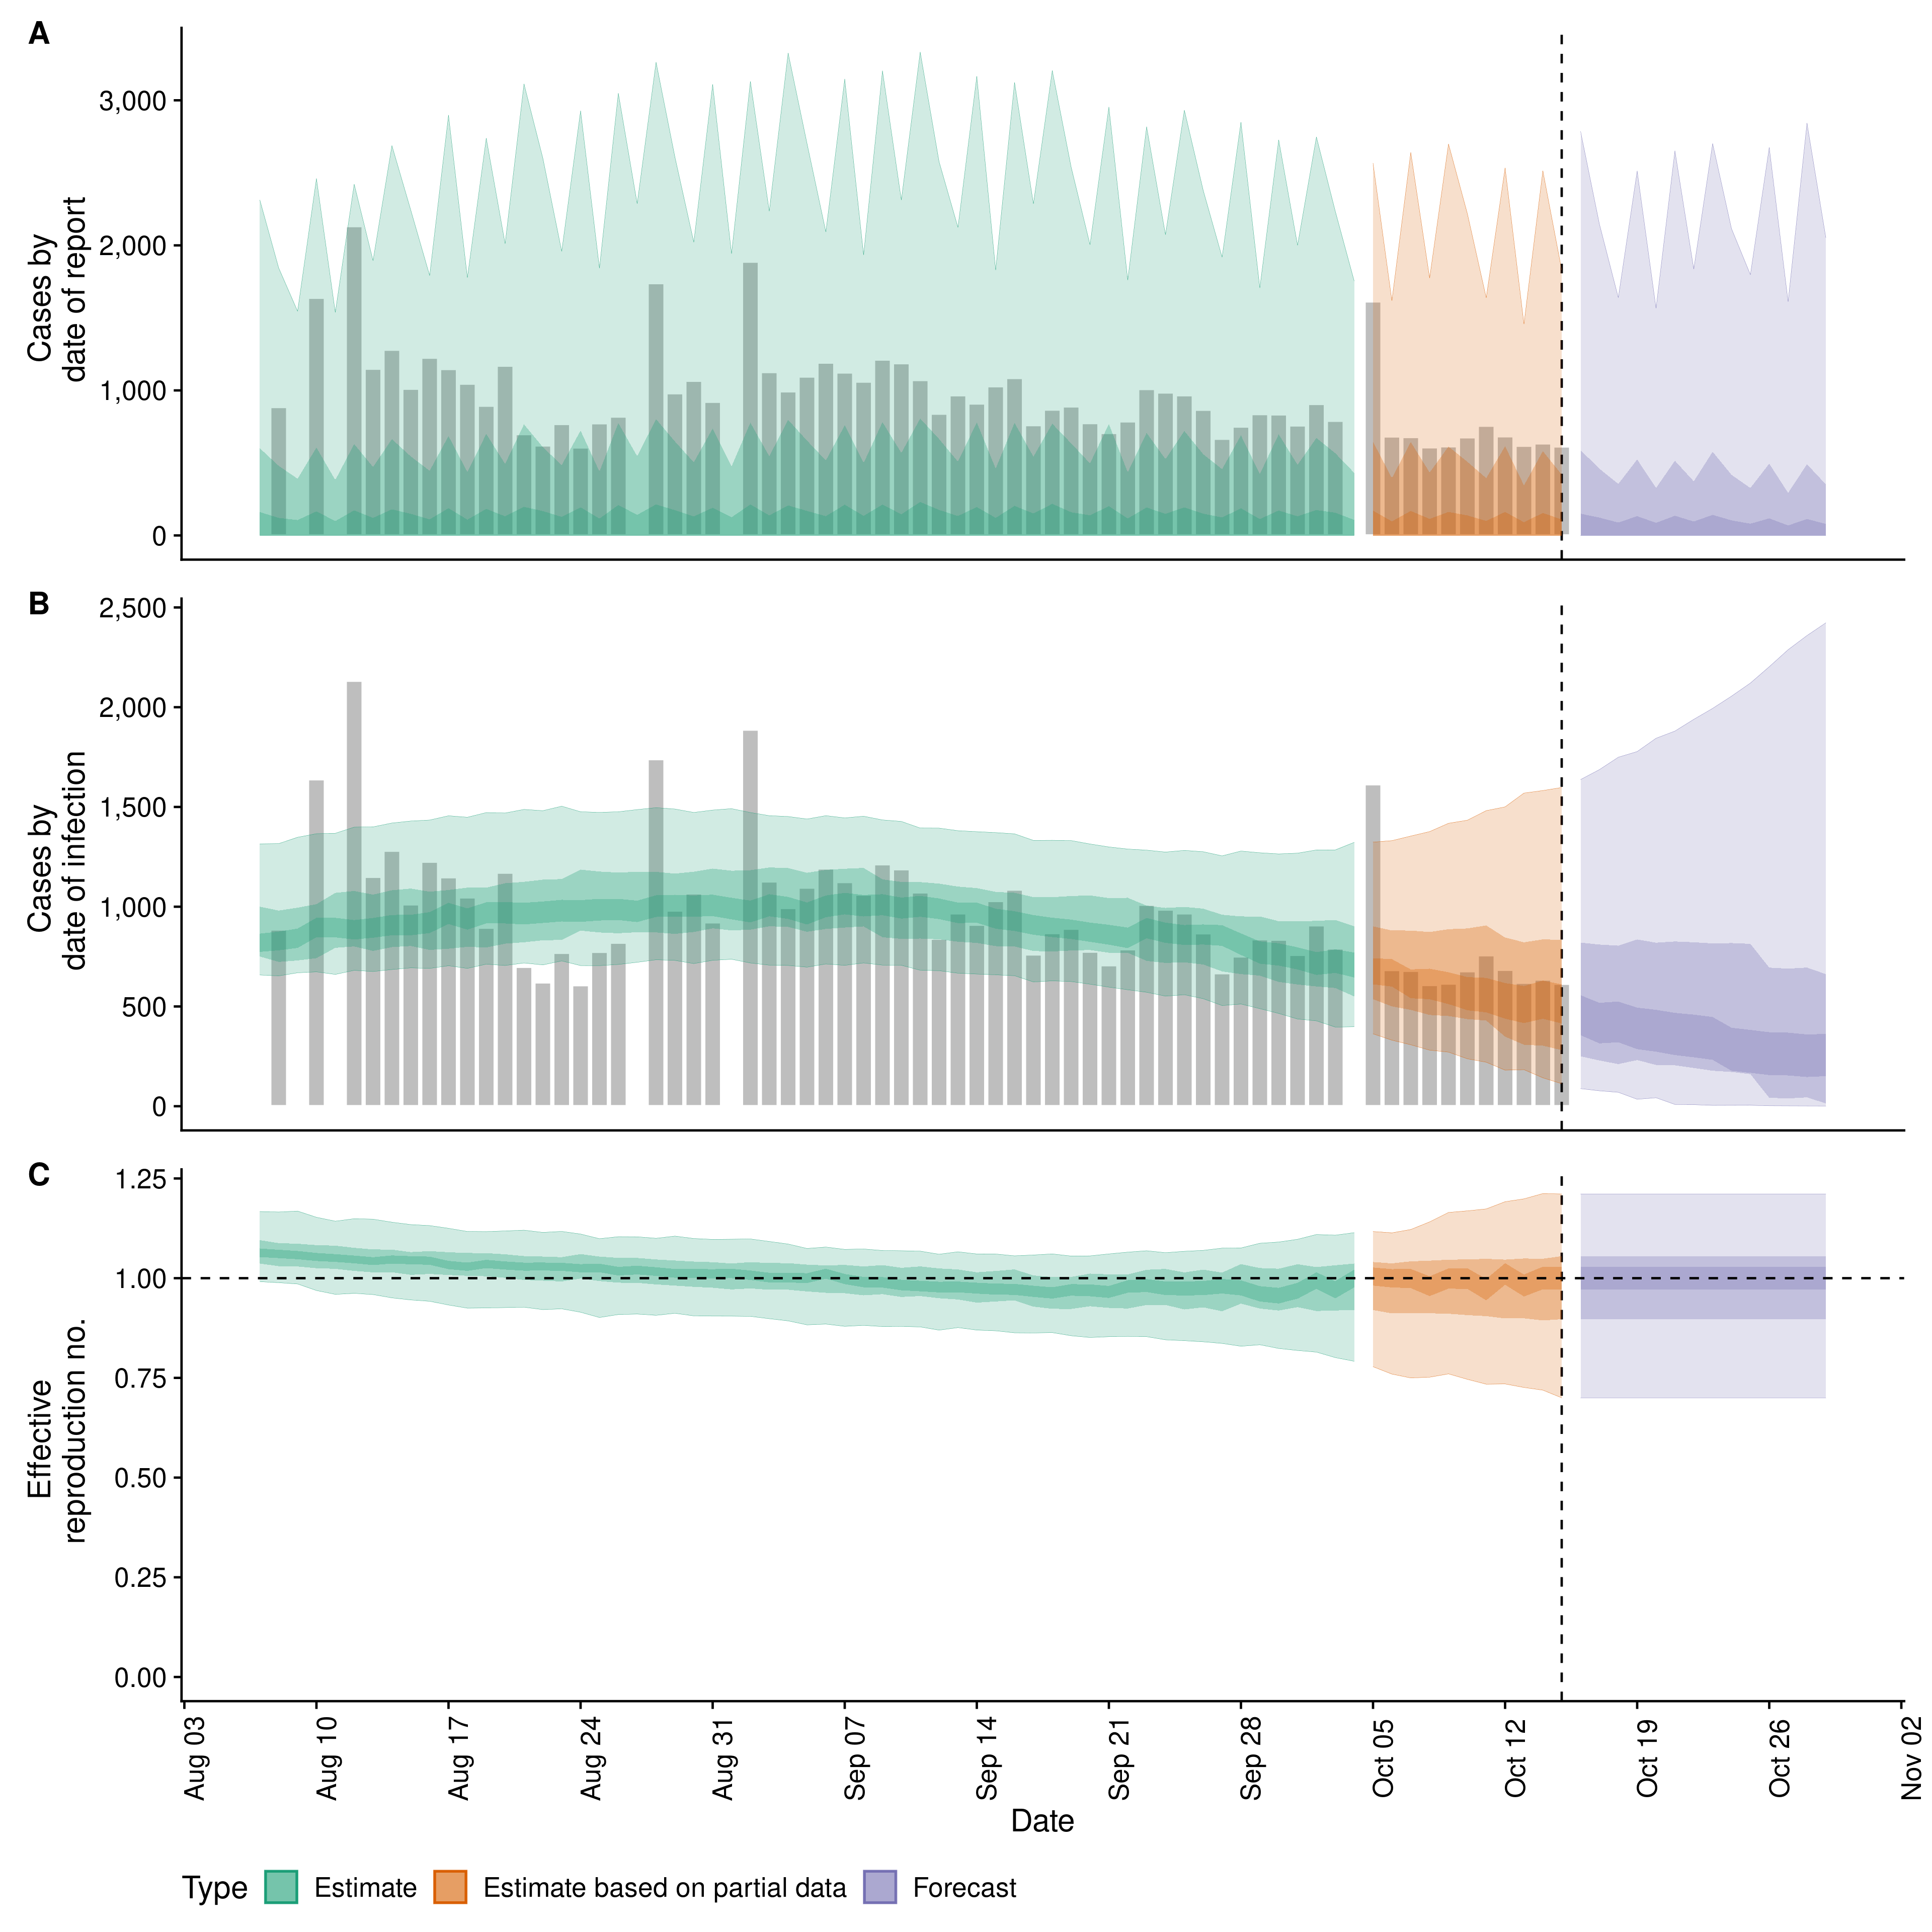 A
3,000
2,000
1,000
0
Cases by
date of report
B
2,500
2,000
1,500
1,000
500
0
Cases by
date of infection
C
1.25
1.00
0.75
0.50
0.25
0.00
Effective
reproduction no.
Aug 03
Aug 10
Aug 17
Aug 24
Aug 31
Sep 07
Sep 14
Sep 21
Sep 28
Oct 05
Oct 12
Oct 19
Oct 26
Nov 02
Date
Type Estimate Estimate based on partial data Forecast